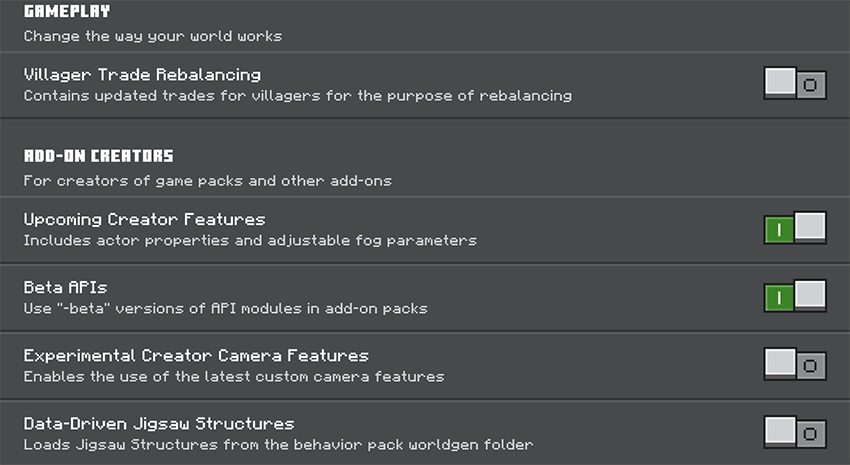 GAMEPLAY
Change the way your world works
Villager Trade Rebalancing
Contains updated trades for villagers for the purpose of rebalancing
ADD-ON CREATORS
For creators of game packs and other add-ons
Upcoming Creator Features
Includes actor properties and adjustable fog parameters
Beta APIs
Use "-beta" versions of API modules in add-on packs
Experimental Creator Camera Features
Enables the use of the latest custom camera features
Data-Driven Jigsaw Structures
Loads Jigsaw Structures from the behavior pack worldgen folder